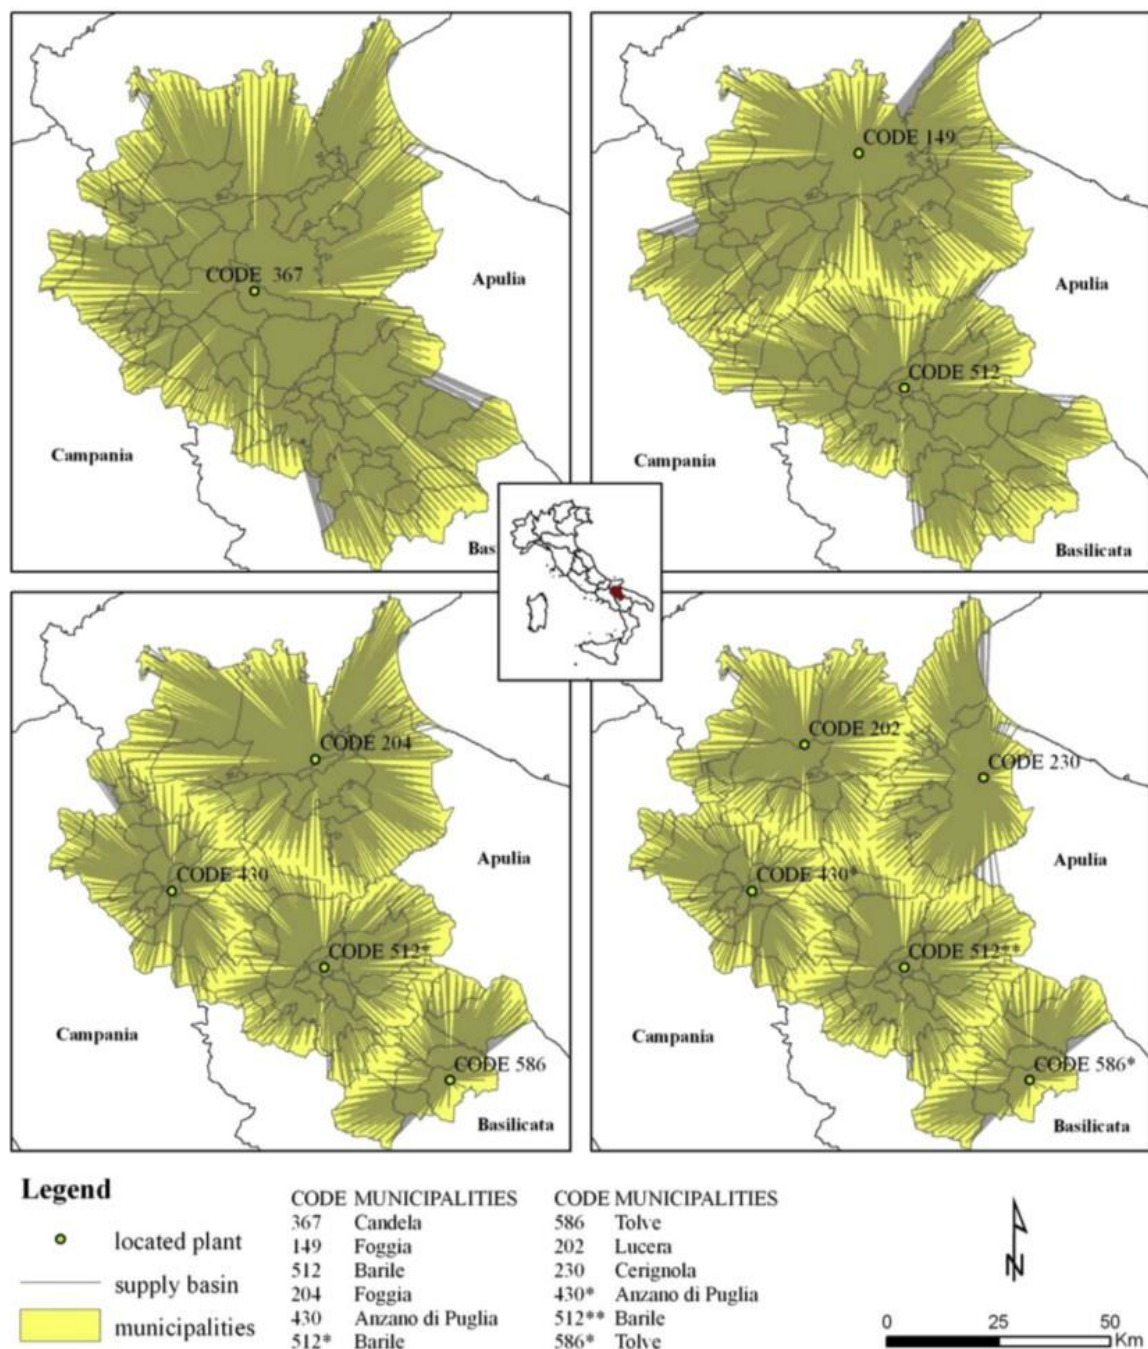 CODE 367
Apulia
Campania
Bas
CODE 149
Apulia
CODE 512
Campania
Basilicata
CODE 204
CODE 430
Apulia
CODE 512*
Campania
CODE 586
Basilicata
CODE 202
CODE 230
Apulia
CODE 430*
CODE 512**
Campania
CODE 586*
Basilicata
Legend
located plant
supply basin
municipalities
CODE MUNICIPALITIES
367 Candela
149 Foggia
512 Barile
204 Foggia
430 Anzano di Puglia
512* Barile
CODE MUNICIPALITIES
586 Tolve
202 Lucera
230 Cerignola
430* Anzano di Puglia
512** Barile
586* Tolve
N
0 25 50
Km